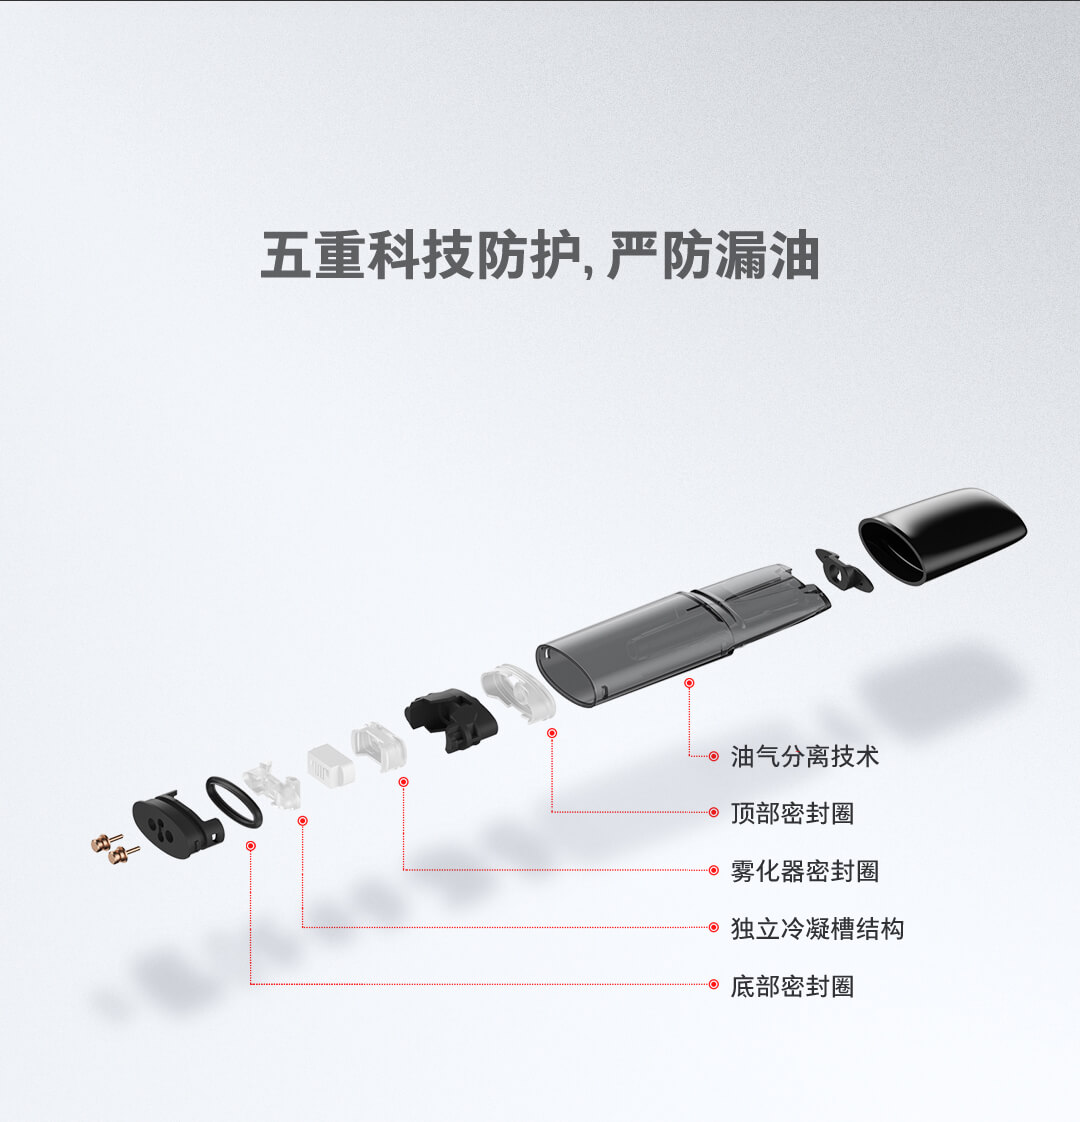 五重科技防护, 严防漏油
油气分离技术
顶部密封圈
雾化器密封圈
独立冷凝槽结构
底部密封圈